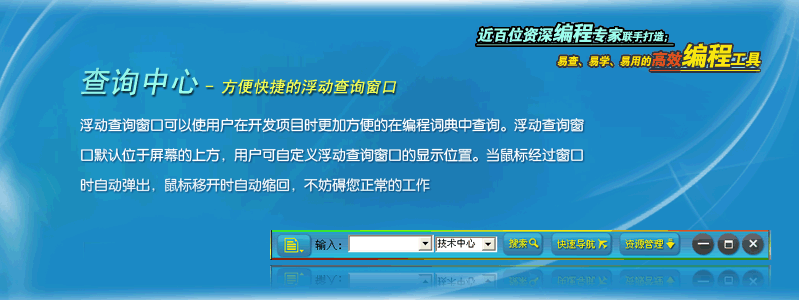 近百位资深编程专家联手打造；
易查、易学、易用的高效编程工具
查询中心 - 方便快捷的浮动查询窗口
浮动查询窗口可以使用户在开发项目时更加方便的在编程词典中查询。浮动查询窗
口默认位于屏幕的上方，用户可自定义浮动查询窗口的显示位置。当鼠标经过窗口
时自动弹出，鼠标移开时自动缩回，不妨碍您正常的工作
输入： 技术中心 搜索 快速导航 资源管理